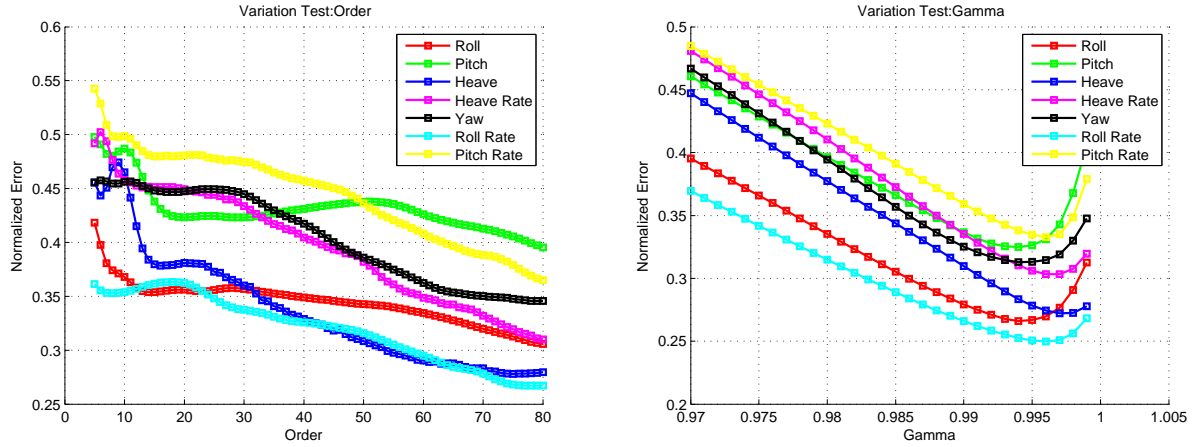 Variation Test:Order
0.6
0.55
0.5
0.45
0.4
0.35
0.3
0.25
Normalized Error
0 10 20 30 40 50 60 70 80
Order
Roll
Pitch
Heave
Heave Rate
Yaw
Roll Rate
Pitch Rate
Variation Test:Gamma
0.5
0.45
0.4
0.35
0.3
0.25
0.2
Normalized Error
0.97 0.975 0.98 0.985 0.99 0.995 1 1.005
Gamma
Roll
Pitch
Heave
Heave Rate
Yaw
Roll Rate
Pitch Rate